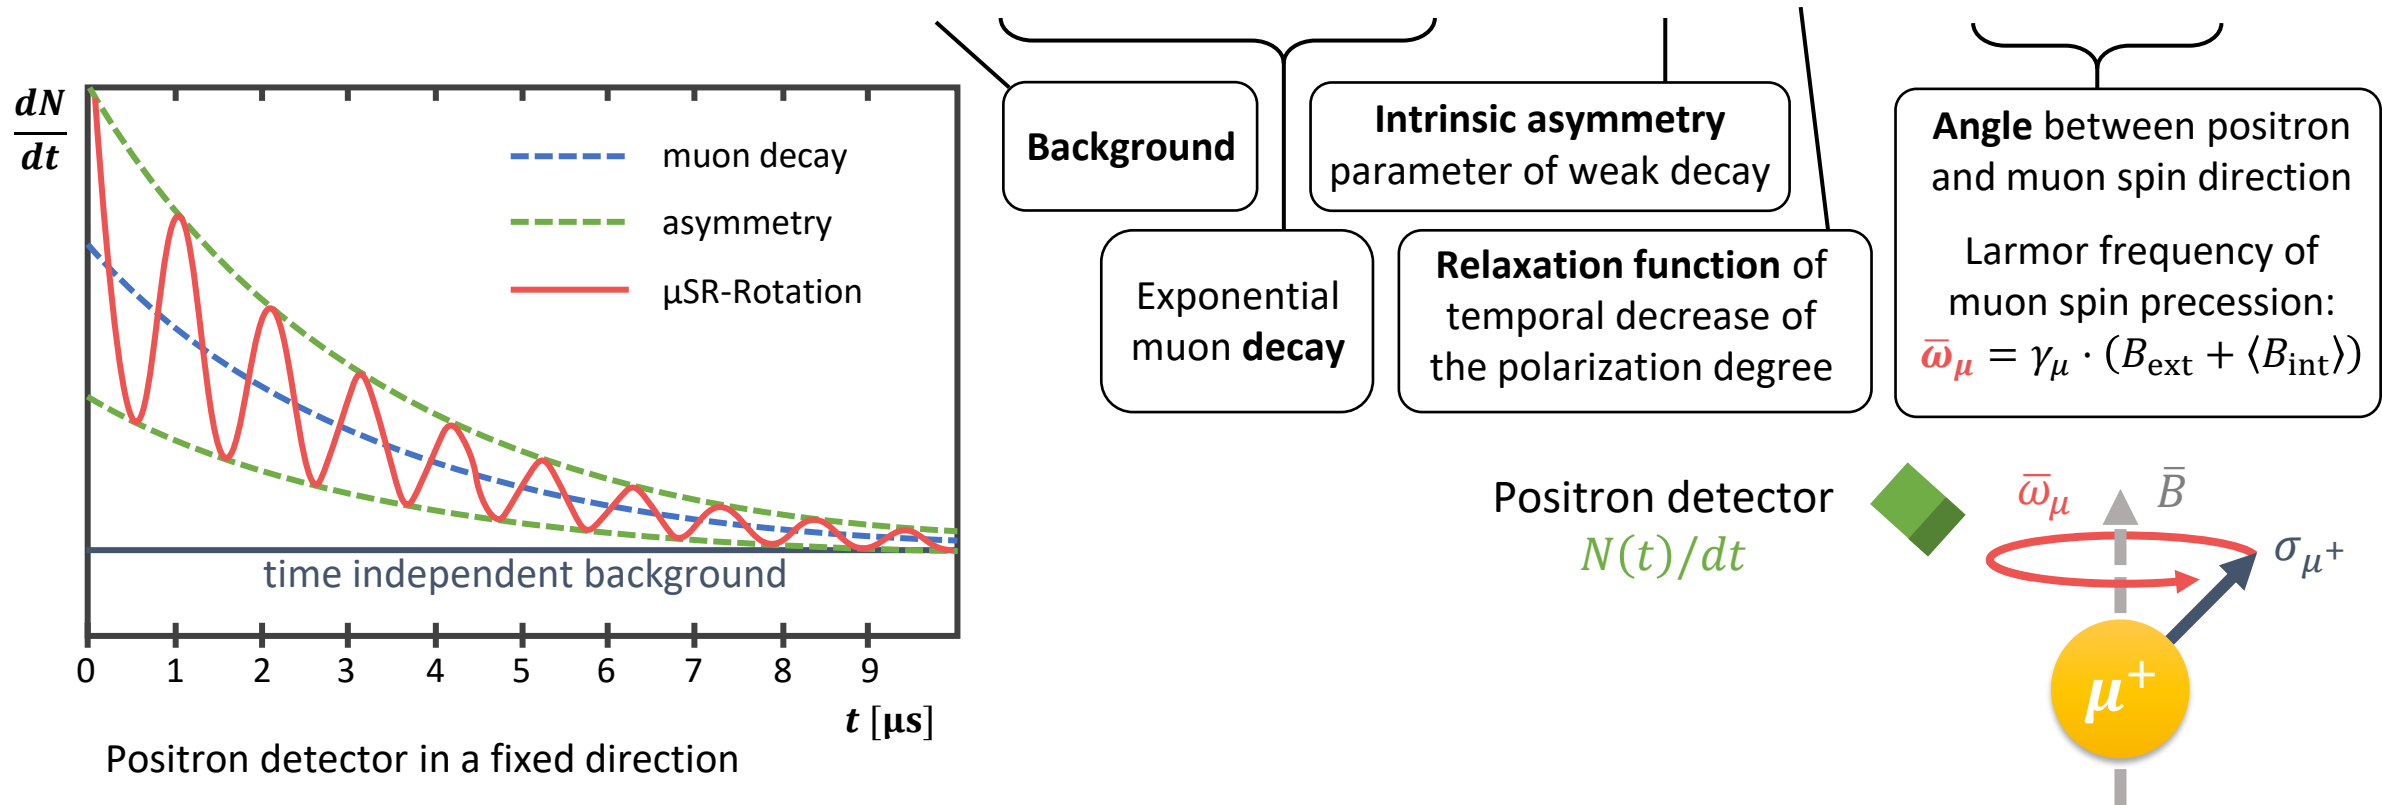 dN
dt
muon decay
asymmetry
μSR-Rotation
time independent background
0 1 2 3 4 5 6 7 8 9
t [μs]
Positron detector in a fixed direction
Background
Exponential
muon decay
Intrinsic asymmetry
parameter of weak decay
Relaxation function of
temporal decrease of
the polarization degree
Angle between positron
and muon spin direction
Larmor frequency of
muon spin precession:
ω̅μ = γμ · (Bext + ⟨Bint⟩)
Positron detector
N(t)/dt
ω̅μ
B̅
σμ⁺
μ⁺